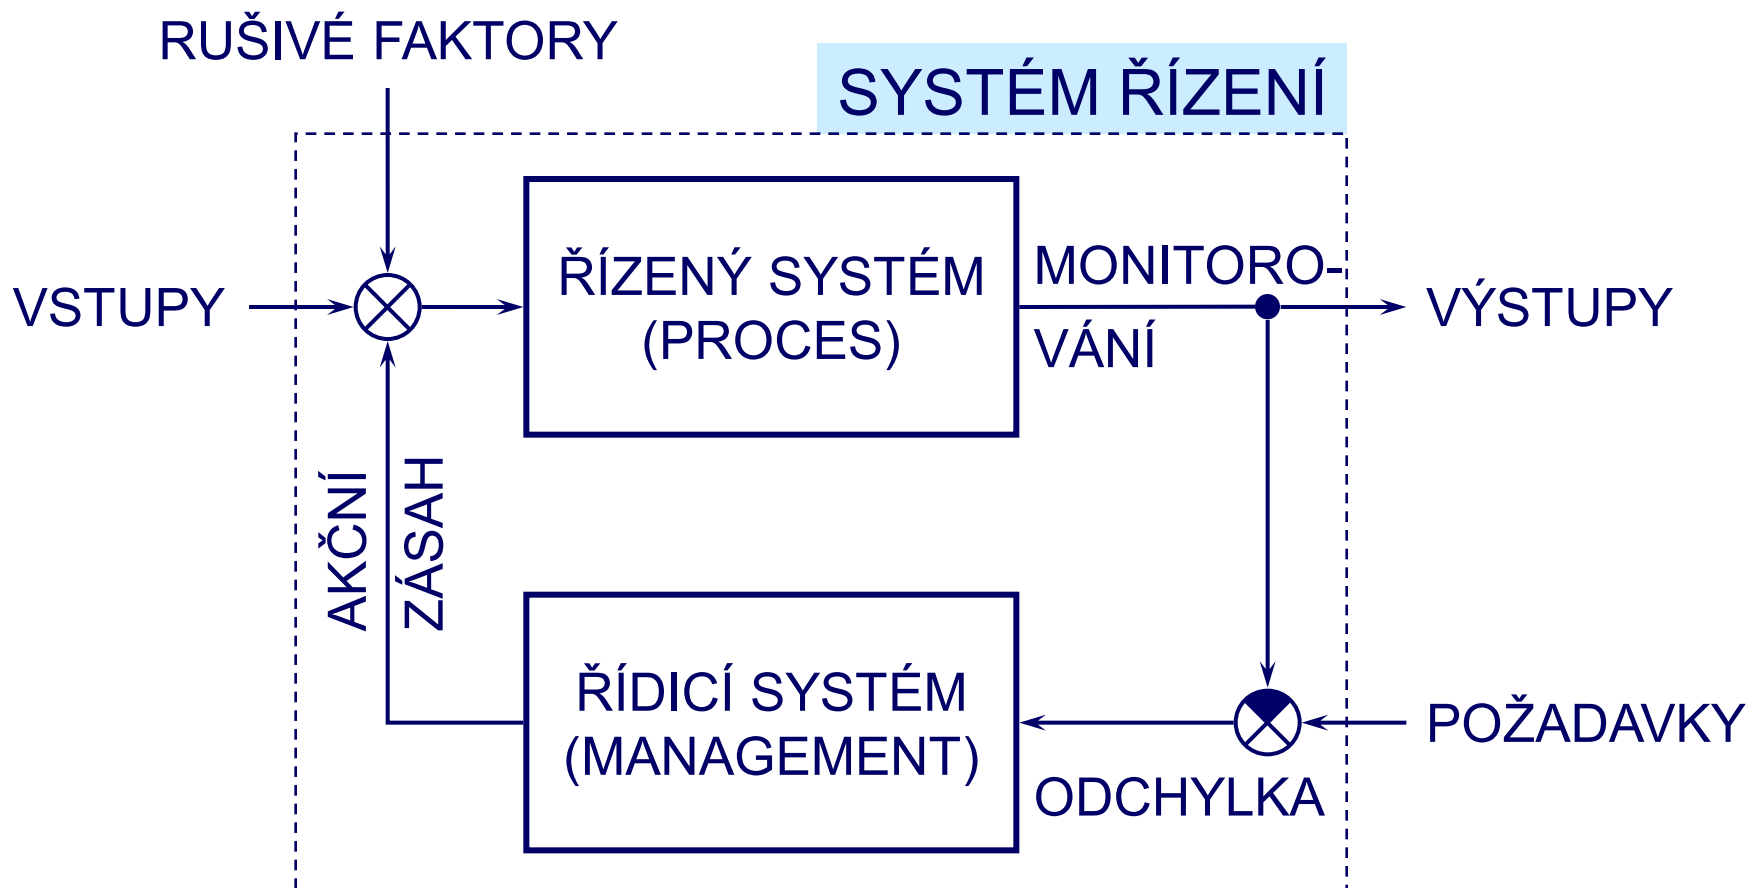 RUŠIVÉ FAKTORY
SYSTÉM ŘÍZENÍ
VSTUPY
ŘÍZENÝ SYSTÉM
(PROCES)
MONITORO-
VÁNÍ
VÝSTUPY
AKČNÍ
ZÁSAH
ŘÍDICÍ SYSTÉM
(MANAGEMENT)
ODCHYLKA
POŽADAVKY